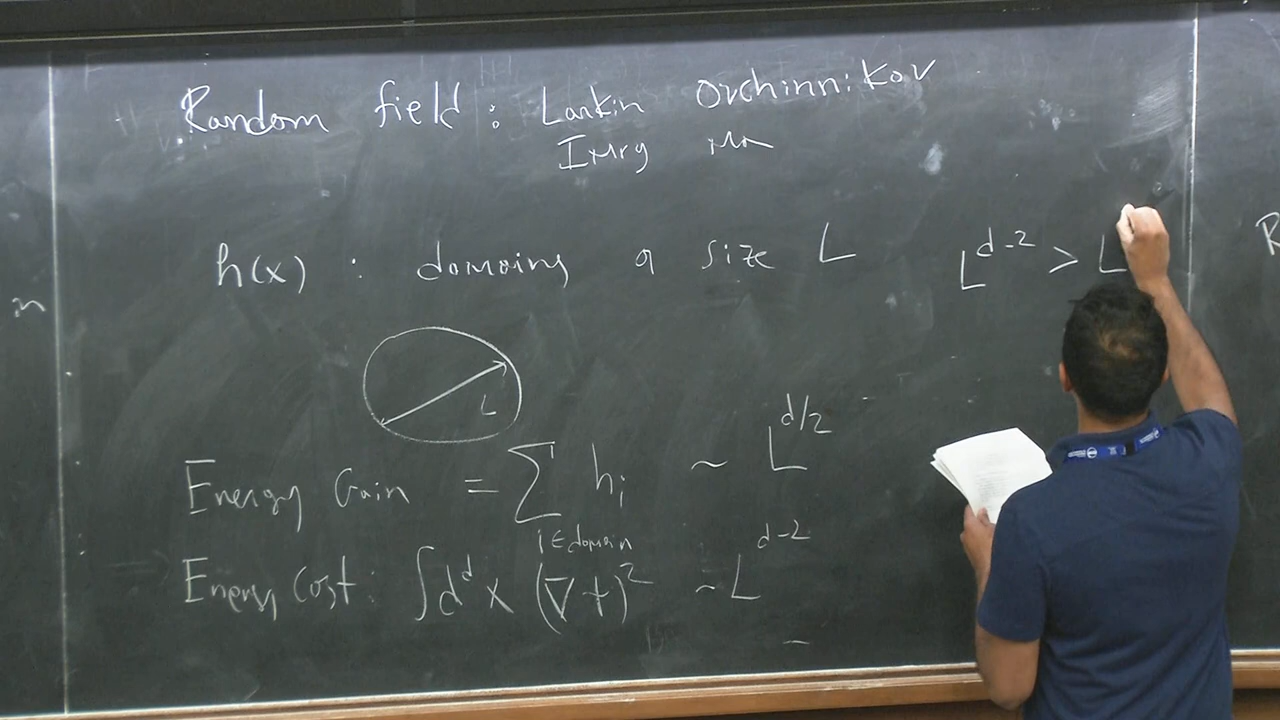 Random field : Larkin Ovchinnikov
Imry Ma
h(x) : domains of size L
L^{d-2} > L
L
Energy Gain = ∑_{i∈domain} h_i ~ L^{d/2}
Energy Cost: ∫d^d x (∇t)^2 ~ L^{d-2}
R